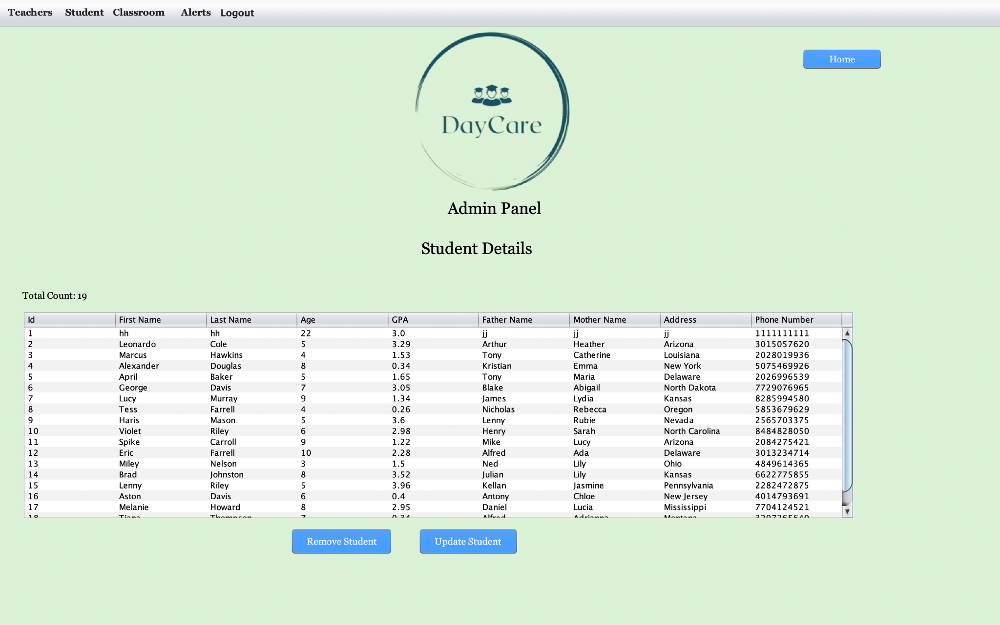 Teachers Student Classroom Alerts Logout
Home
DayCare
Admin Panel
Student Details
Total Count: 19
Id First Name Last Name Age GPA Father Name Mother Name Address Phone Number
1 hh hh 22 3.0 jj jj jj 1111111111
2 Leonardo Cole 5 3.29 Arthur Heather Arizona 3015057620
3 Marcus Hawkins 4 1.53 Tony Catherine Louisiana 2028019936
4 Alexander Douglas 8 0.34 Kristian Emma New York 5075469926
5 April Baker 5 1.65 Tony Maria Delaware 2026996539
6 George Davis 7 3.05 Blake Abigail North Dakota 7729076965
7 Lucy Murray 9 1.34 James Lydia Kansas 8285994580
8 Tess Farrell 4 0.26 Nicholas Rebecca Oregon 5853679629
9 Haris Mason 5 3.6 Lenny Rubie Nevada 2565703375
10 Violet Riley 6 2.98 Henry Sarah North Carolina 8484828050
11 Spike Carroll 9 1.22 Mike Lucy Arizona 2084275421
12 Eric Farrell 10 2.28 Alfred Ada Delaware 3013234714
13 Miley Nelson 3 1.5 Ned Lily Ohio 4849614365
14 Brad Johnston 8 3.52 Julian Lily Kansas 6622775855
15 Lenny Riley 5 3.96 Kellan Jasmine Pennsylvania 2282472875
16 Aston Davis 6 0.4 Antony Chloe New Jersey 4014793691
17 Melanie Howard 8 2.95 Daniel Lucia Mississippi 7704124521
18 Thompson 7 Alfred Adrianna Montana
Remove Student Update Student